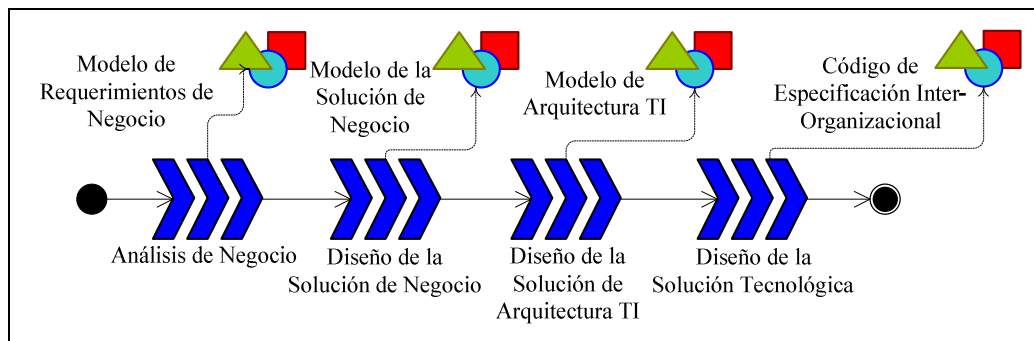 Modelo de
Requerimientos de
Negocio
Modelo de la
Solución de
Negocio
Modelo de
Arquitectura TI
Código de
Especificación Inter-
Organizacional
Análisis de Negocio
Diseño de la
Solución de Negocio
Diseño de la
Solución de
Arquitectura TI
Diseño de la
Solución Tecnológica